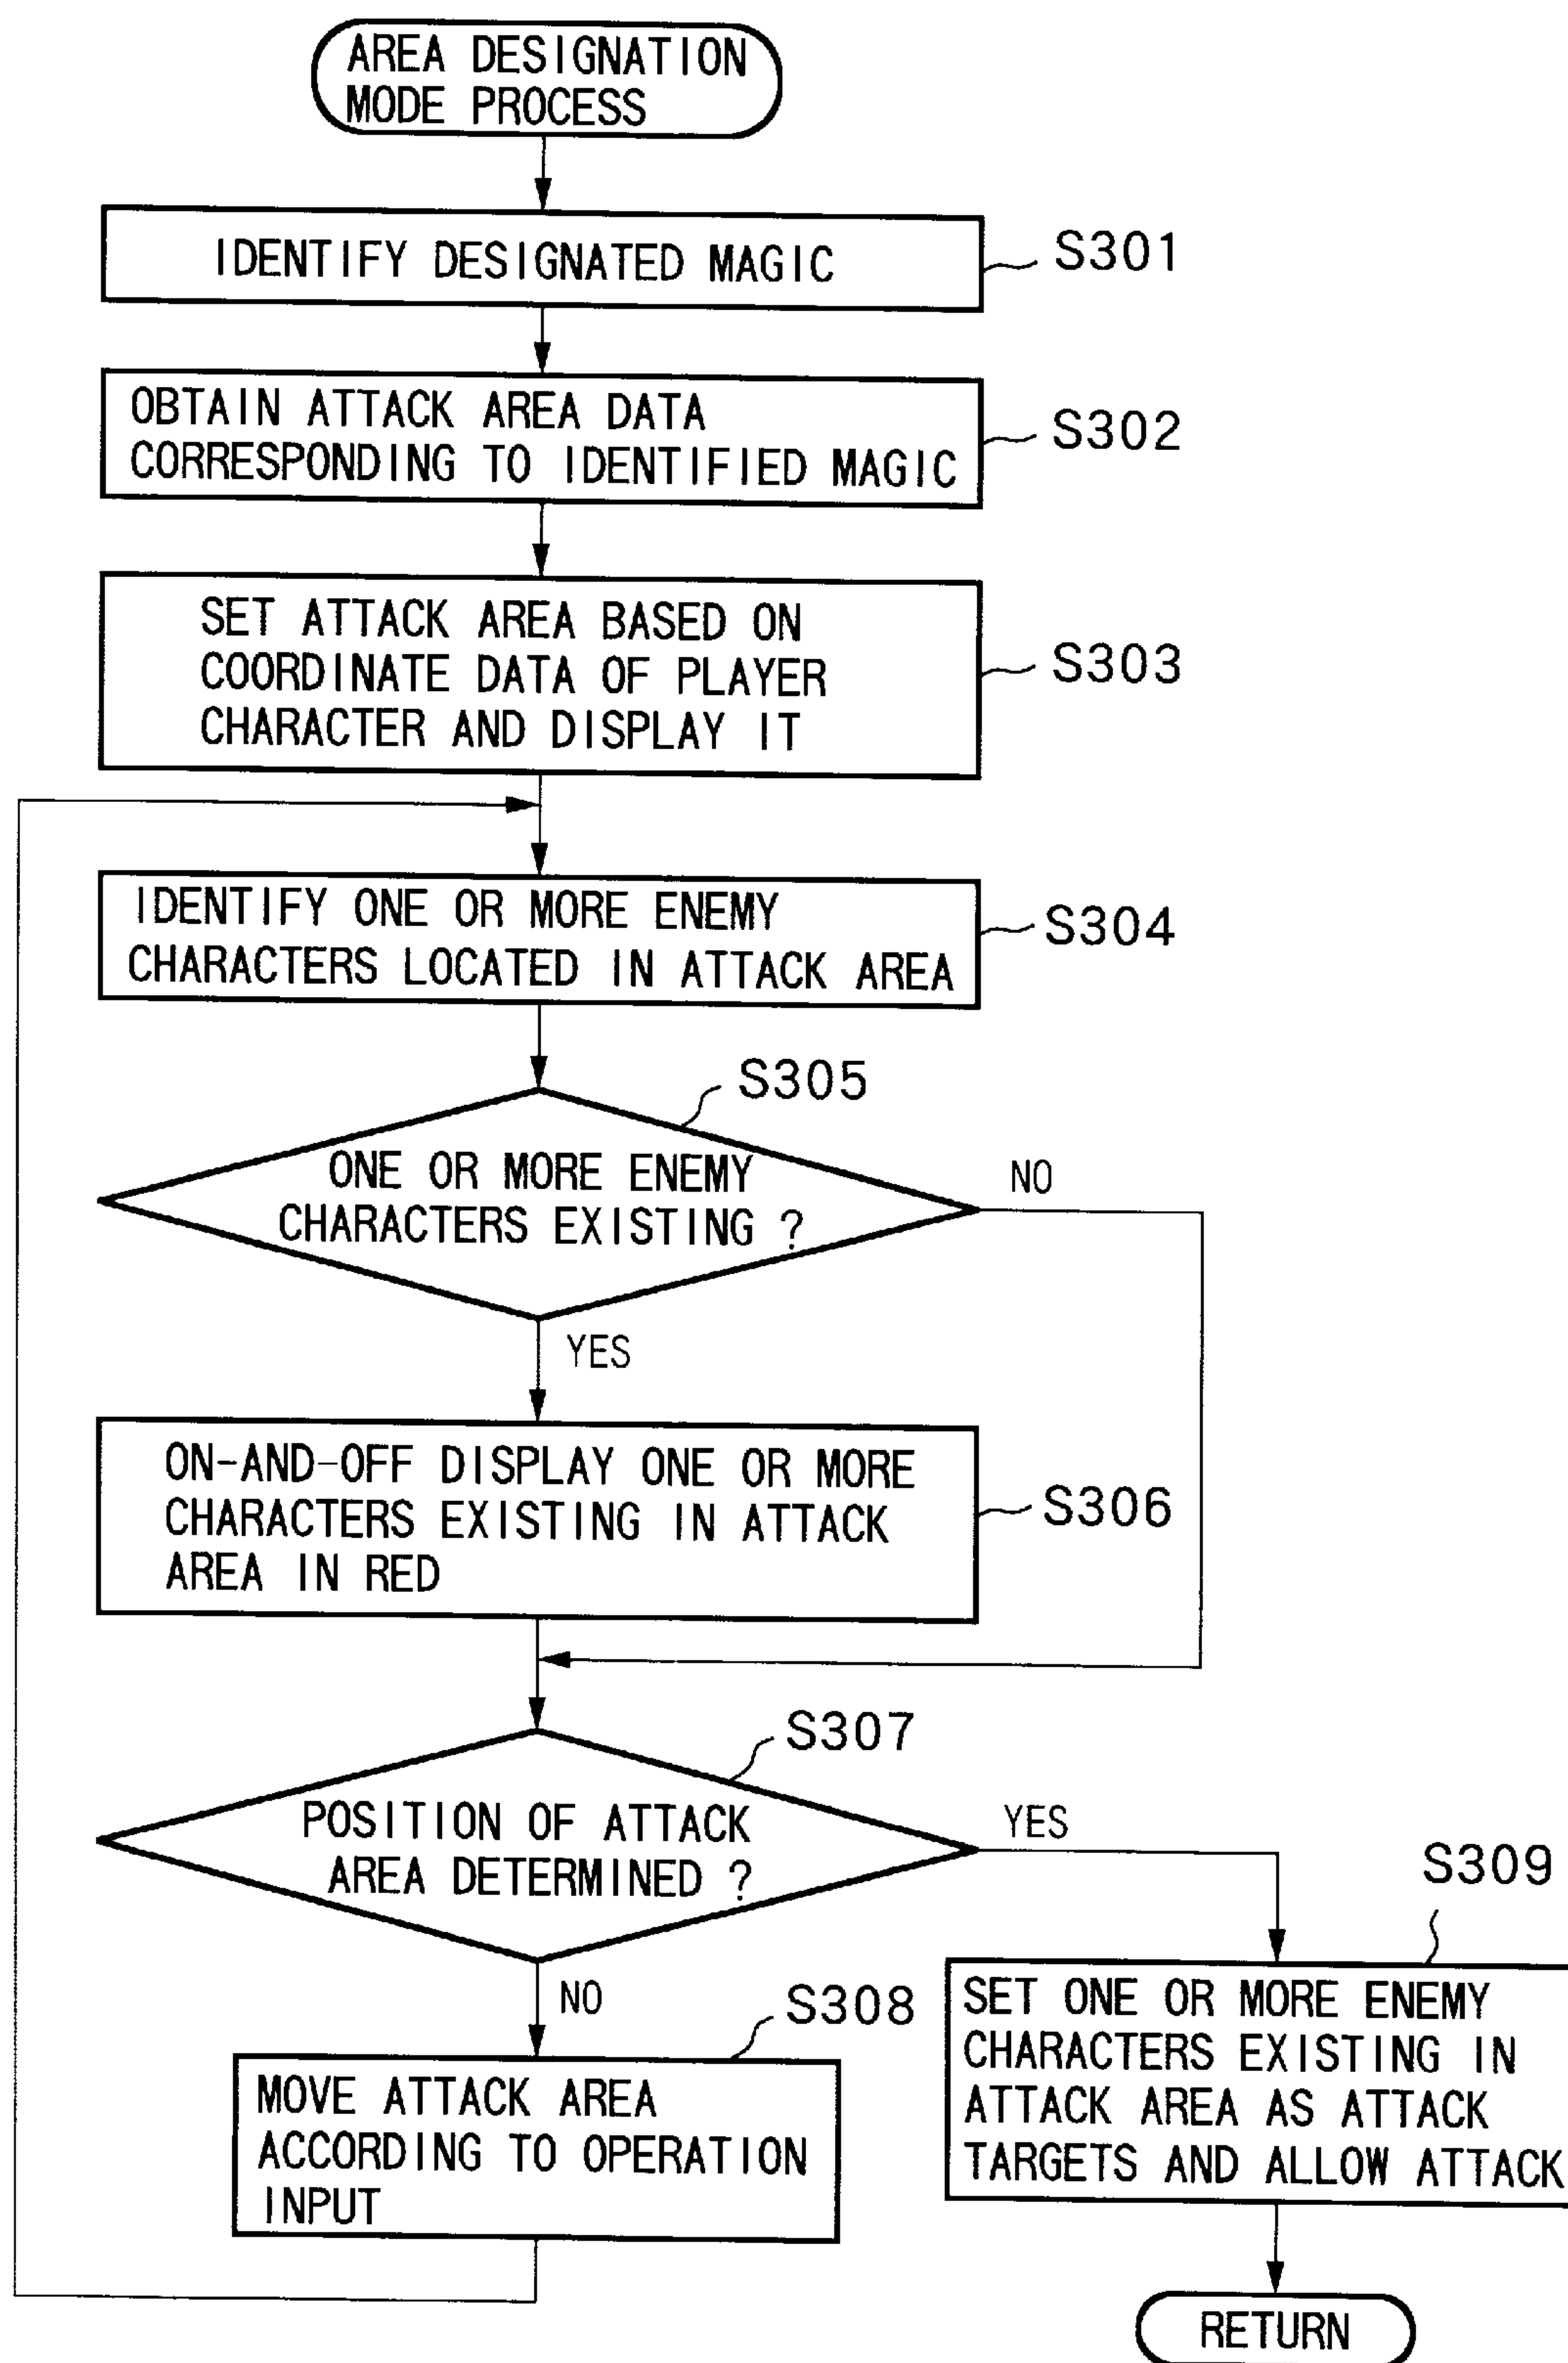 AREA DESIGNATION
MODE PROCESS
IDENTIFY DESIGNATED MAGIC
S301
OBTAIN ATTACK AREA DATA
CORRESPONDING TO IDENTIFIED MAGIC
S302
SET ATTACK AREA BASED ON
COORDINATE DATA OF PLAYER
CHARACTER AND DISPLAY IT
S303
IDENTIFY ONE OR MORE ENEMY
CHARACTERS LOCATED IN ATTACK AREA
S304
S305
ONE OR MORE ENEMY
CHARACTERS EXISTING ?
NO
YES
ON-AND-OFF DISPLAY ONE OR MORE
CHARACTERS EXISTING IN ATTACK
AREA IN RED
S306
S307
POSITION OF ATTACK
AREA DETERMINED ?
YES
NO
S308
MOVE ATTACK AREA
ACCORDING TO OPERATION
INPUT
S309
SET ONE OR MORE ENEMY
CHARACTERS EXISTING IN
ATTACK AREA AS ATTACK
TARGETS AND ALLOW ATTACK
RETURN